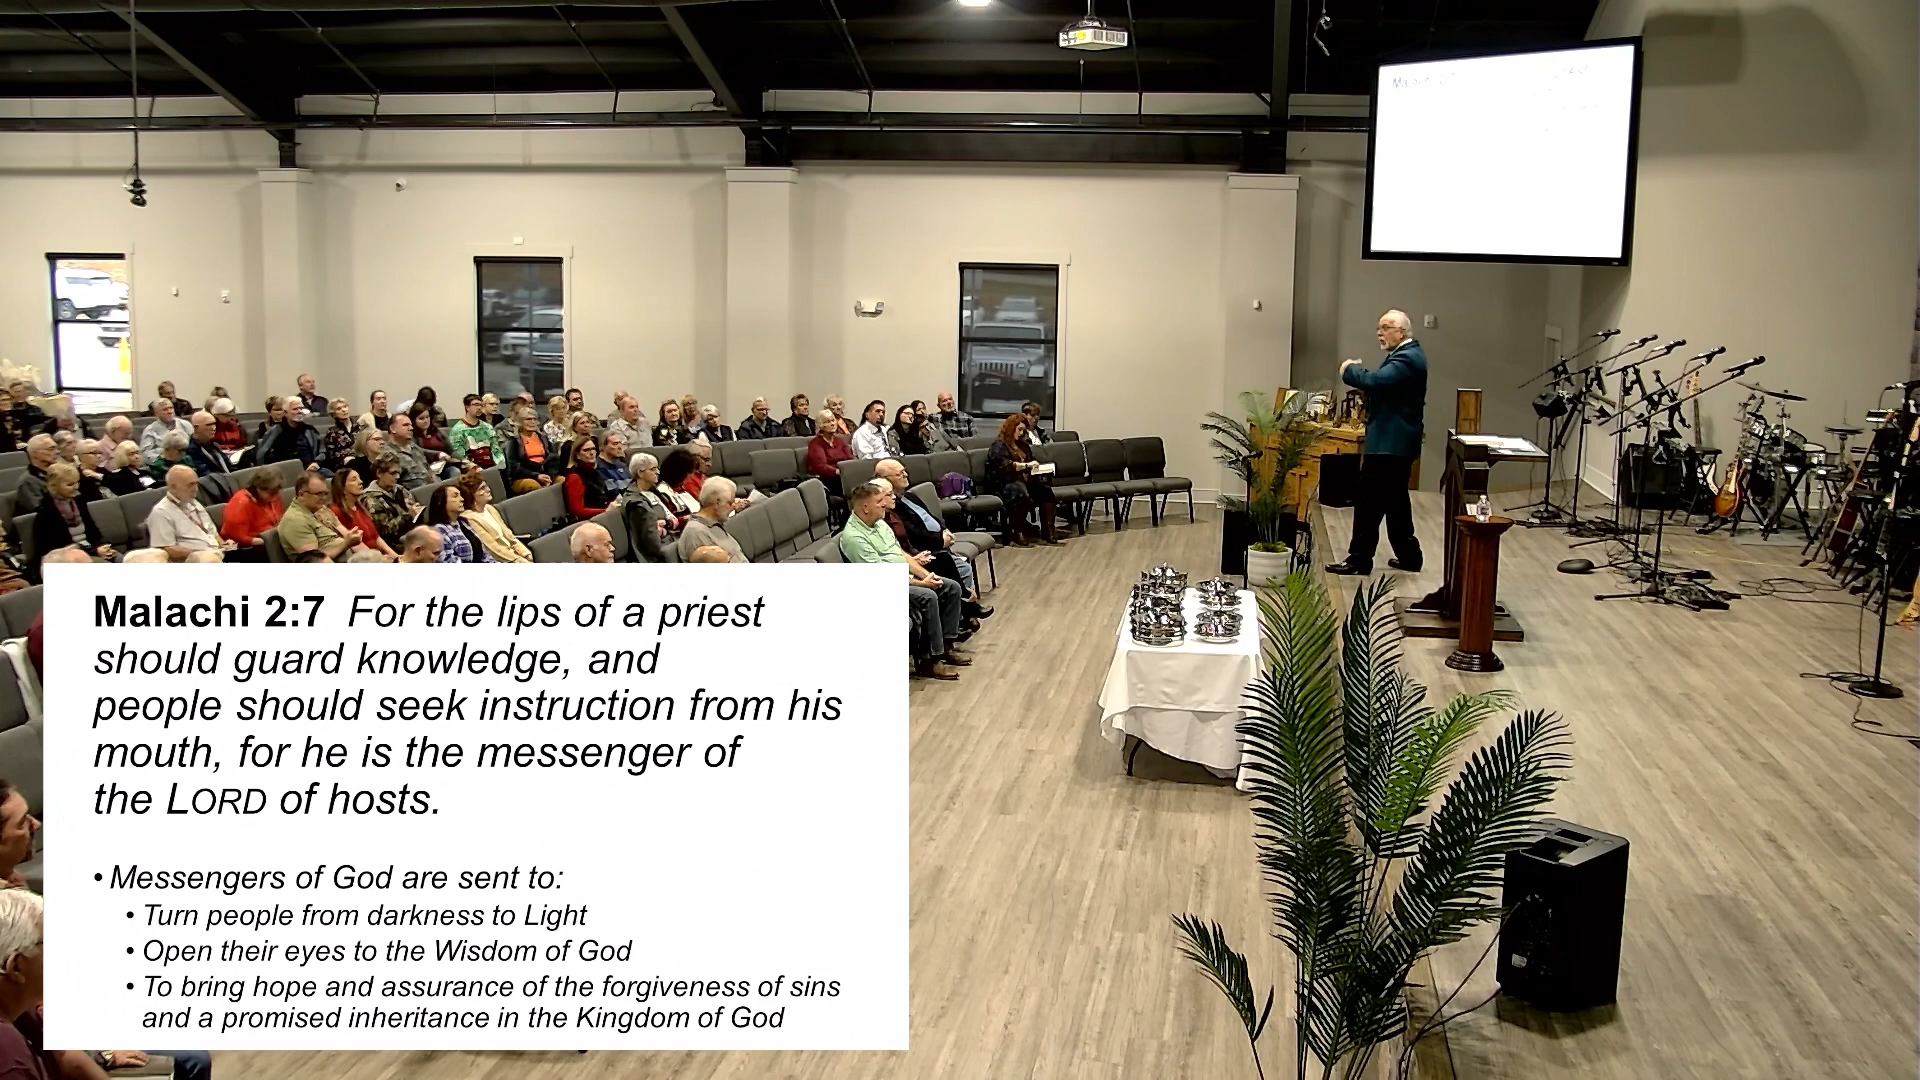 Malachi 2:7 For the lips of a priest
should guard knowledge, and
people should seek instruction from his
mouth, for he is the messenger of
the LORD of hosts.
• Messengers of God are sent to:
• Turn people from darkness to Light
• Open their eyes to the Wisdom of God
• To bring hope and assurance of the forgiveness of sins
and a promised inheritance in the Kingdom of God